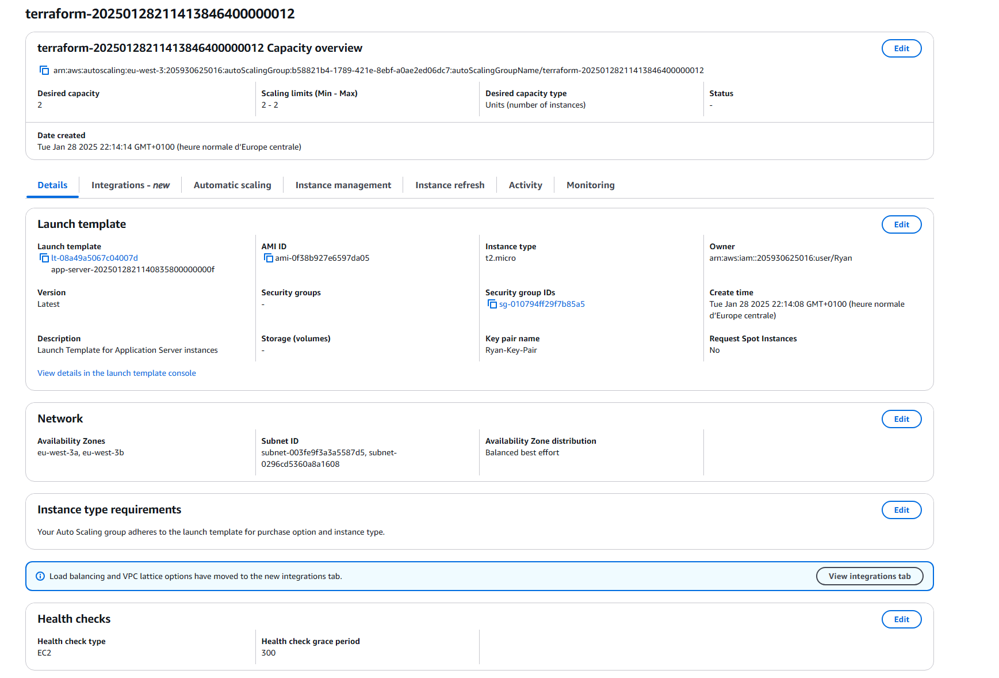 terraform-20250128211413846400000012
terraform-20250128211413846400000012 Capacity overview
Edit
arn:aws:autoscaling:eu-west-3:205930625016:autoScalingGroup:b58821b4-1789-421e-8ebf-a0ae2ed06dc7:autoScalingGroupName/terraform-20250128211413846400000012
Desired capacity
2
Scaling limits (Min - Max)
2 - 2
Desired capacity type
Units (number of instances)
Status
-
Date created
Tue Jan 28 2025 22:14:14 GMT+0100 (heure normale d’Europe centrale)
Details
Integrations - new
Automatic scaling
Instance management
Instance refresh
Activity
Monitoring
Launch template
Edit
Launch template
lt-08a49a5067c04007d
app-server-20250128211408358000000000f
AMI ID
ami-0f38b927e6597da05
Instance type
t2.micro
Owner
arn:aws:iam::205930625016:user/Ryan
Version
Latest
Security groups
-
Security group IDs
sg-010794ff29f7b85a5
Create time
Tue Jan 28 2025 22:14:08 GMT+0100 (heure normale
d’Europe centrale)
Description
Launch Template for Application Server instances
Storage (volumes)
-
Key pair name
Ryan-Key-Pair
Request Spot Instances
No
View details in the launch template console
Network
Edit
Availability Zones
eu-west-3a, eu-west-3b
Subnet ID
subnet-003fe9f3a3a5587d5, subnet-
0296cd5360a8a1608
Availability Zone distribution
Balanced best effort
Instance type requirements
Edit
Your Auto Scaling group adheres to the launch template for purchase option and instance type.
Load balancing and VPC lattice options have moved to the new integrations tab.
View integrations tab
Health checks
Edit
Health check type
EC2
Health check grace period
300